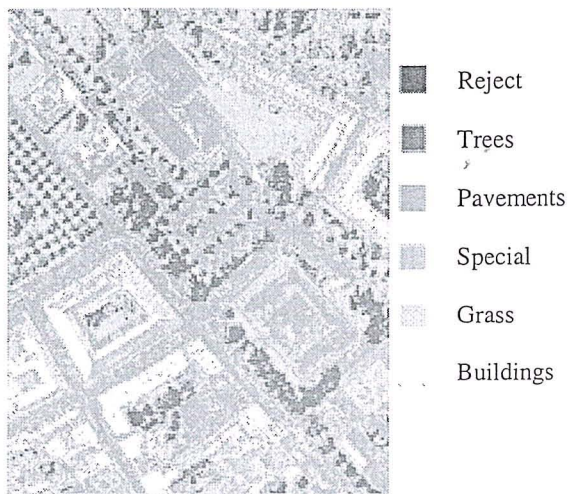 Reject
Trees
Pavements
Special
Grass
Buildings